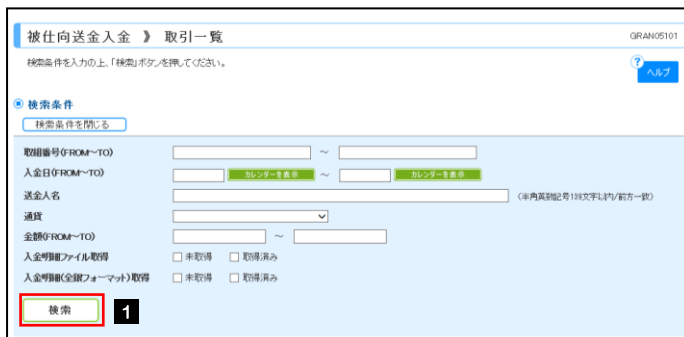 被仕向送金入金 》 取引一覧 GRAN05101
検索条件を入力の上、「検索」ボタンを押してください。
? ヘルプ
検索条件
検索条件を閉じる
取組番号(FROM～TO) ～
入金日(FROM～TO) カレンダーを表示 ～ カレンダーを表示
送金人名 (半角英数記号139文字以内/前方一致)
通貨
金額(FROM～TO) ～
入金明細ファイル取得 未取得 取得済み
入金明細(全銀フォーマット)取得 未取得 取得済み
検索 1